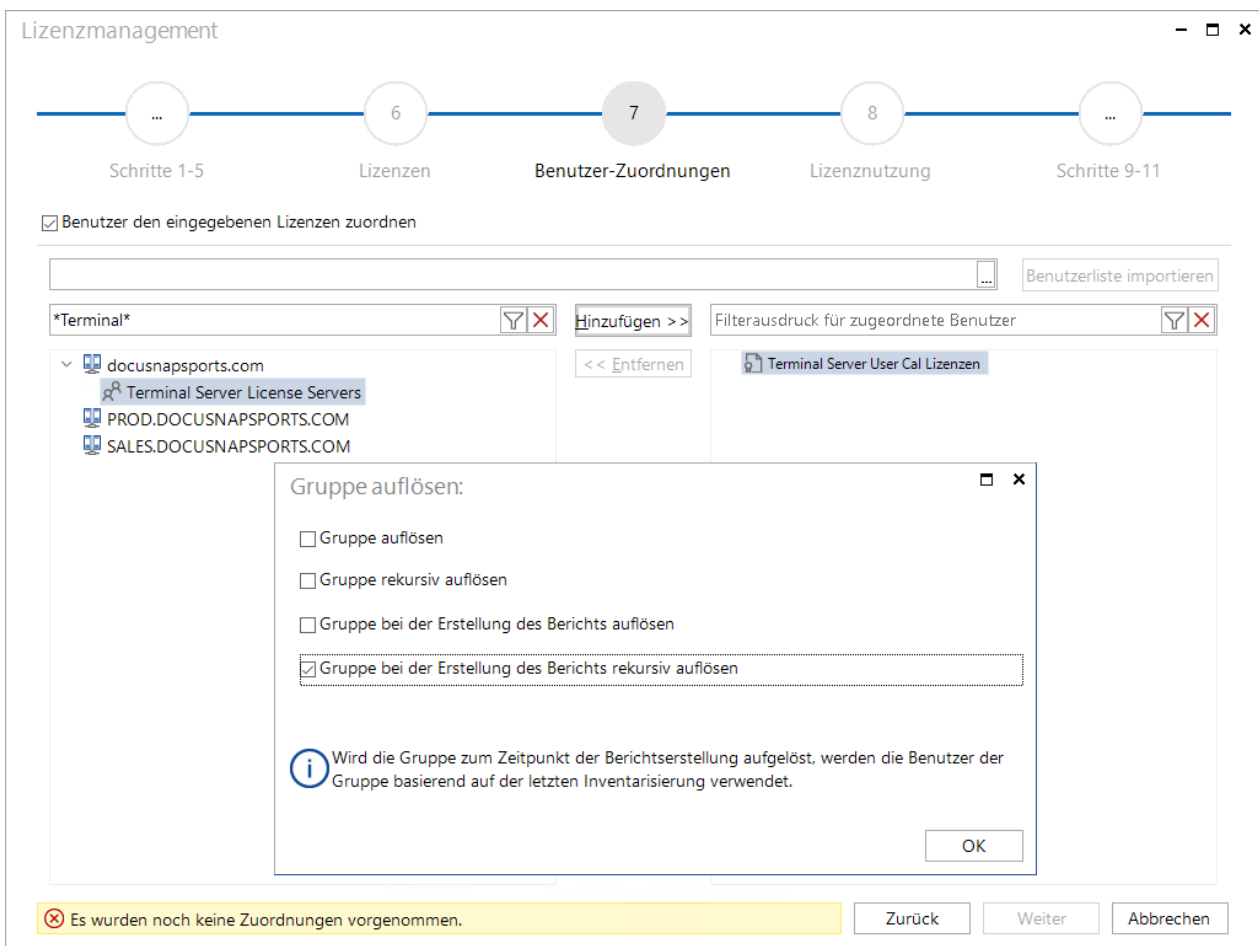 Lizenzmanagement
... 6 7 8 ...
Schritte 1-5 Lizenzen Benutzer-Zuordnungen Lizenznutzung Schritte 9-11
Benutzer den eingegebenen Lizenzen zuordnen
... Benutzerliste importieren
*Terminal* Hinzufügen >> Filterausdruck für zugeordnete Benutzer
docusnapsports.com << Entfernen Terminal Server User Cal Lizenzen
Terminal Server License Servers
PROD.DOCUSNAPSPORTS.COM
SALES.DOCUSNAPSPORTS.COM
Gruppe auflösen:
Gruppe auflösen
Gruppe rekursiv auflösen
Gruppe bei der Erstellung des Berichts auflösen
Gruppe bei der Erstellung des Berichts rekursiv auflösen
Wird die Gruppe zum Zeitpunkt der Berichtserstellung aufgelöst, werden die Benutzer der
Gruppe basierend auf der letzten Inventarisierung verwendet.
OK
Es wurden noch keine Zuordnungen vorgenommen. Zurück Weiter Abbrechen